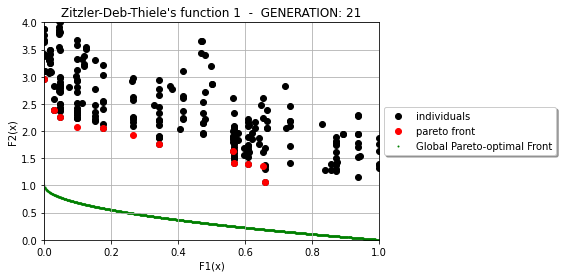 Zitzler-Deb-Thiele's function 1 - GENERATION: 21
4.0
3.5
3.0
2.5
2.0
1.5
1.0
0.5
0.0
F2(x)
0.0 0.2 0.4 0.6 0.8 1.0
F1(x)
individuals
pareto front
Global Pareto-optimal Front